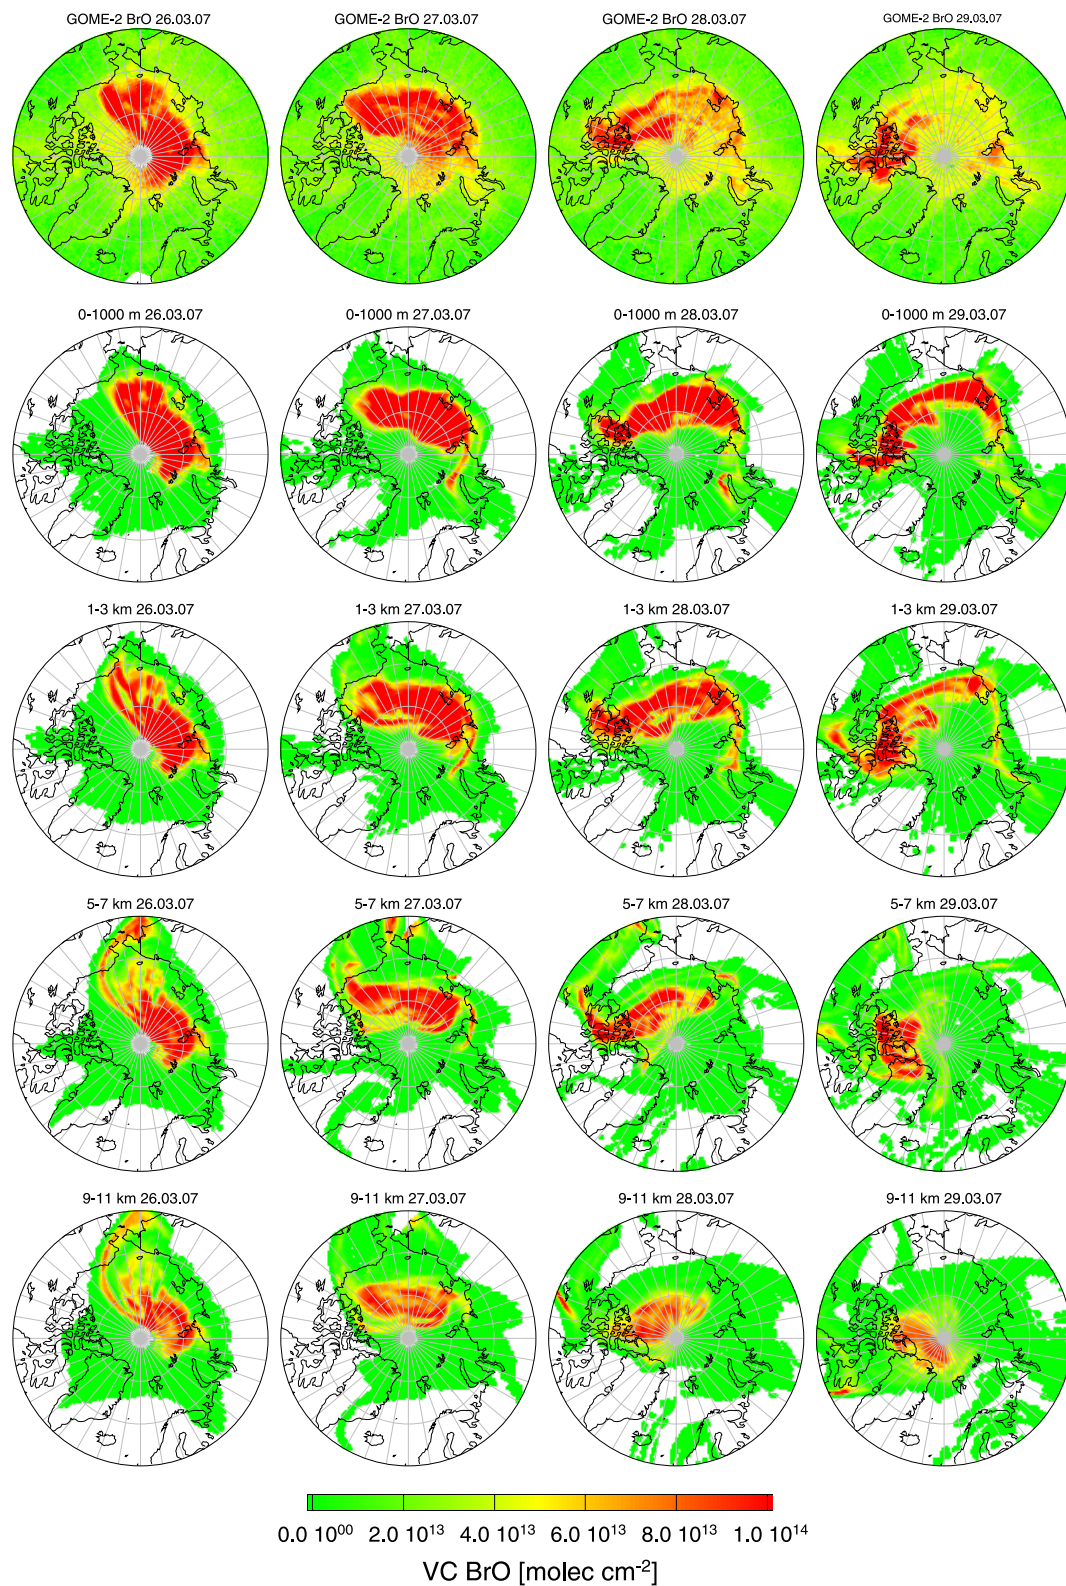 GOME-2 BrO 26.03.07 GOME-2 BrO 27.03.07 GOME-2 BrO 28.03.07 GOME-2 BrO 29.03.07
0-1000 m 26.03.07 0-1000 m 27.03.07 0-1000 m 28.03.07 0-1000 m 29.03.07
1-3 km 26.03.07 1-3 km 27.03.07 1-3 km 28.03.07 1-3 km 29.03.07
5-7 km 26.03.07 5-7 km 27.03.07 5-7 km 28.03.07 5-7 km 29.03.07
9-11 km 26.03.07 9-11 km 27.03.07 9-11 km 28.03.07 9-11 km 29.03.07
0.0 10⁰⁰ 2.0 10¹³ 4.0 10¹³ 6.0 10¹³ 8.0 10¹³ 1.0 10¹⁴
VC BrO [molec cm⁻²]